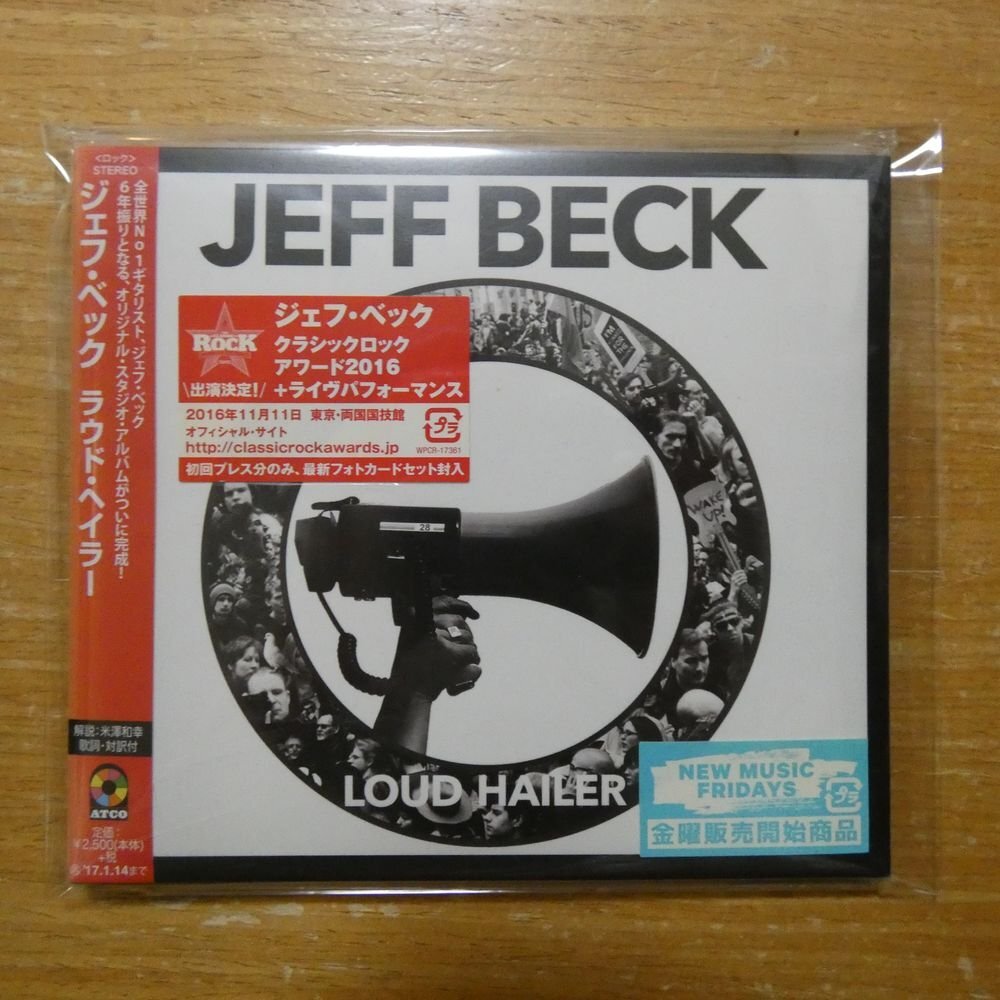 <ロック>
STEREO
全世界No1ギタリスト、ジェフ・ベック
6年振りとなる、オリジナル・スタジオ・アルバムがついに完成!
ジェフ・ベック ラウド・ヘイラー
解説:米澤和幸
歌詞・対訳付
ATCO
定価:
¥2,500(本体)
+税
'17.1.14まで
JEFF BECK
ROCK
\出演決定!/
ジェフ・ベック
クラシックロック
アワード2016
+ライヴパフォーマンス
2016年11月11日 東京・両国国技館
オフィシャル・サイト
http://classicrockawards.jp
プラ
WPCR-17361
初回プレス分のみ、最新フォトカードセット封入
I'M
FOR
THE
WAKE
UP!
28
LOUD HAILER
NEW MUSIC
FRIDAYS
プラ
金曜販売開始商品